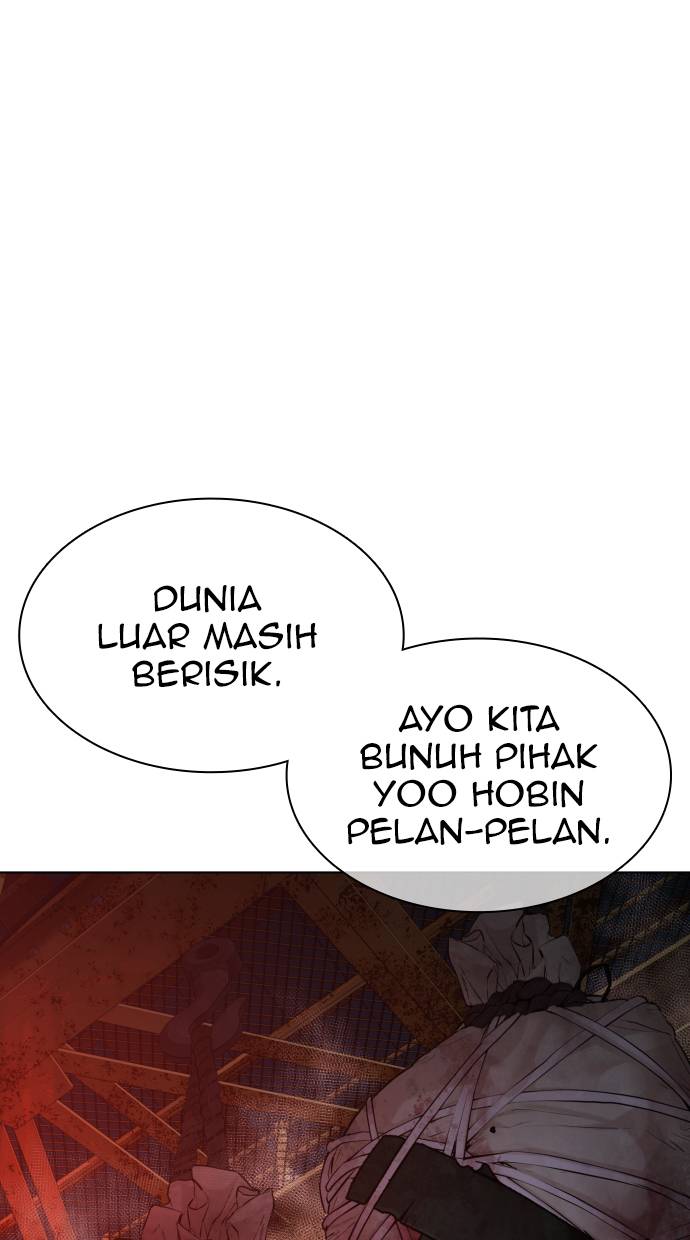 DUNIA
LUAR MASIH
BERISIK.
AYO KITA
BUNUH PIHAK
YOO HOBIN
PELAN-PELAN.